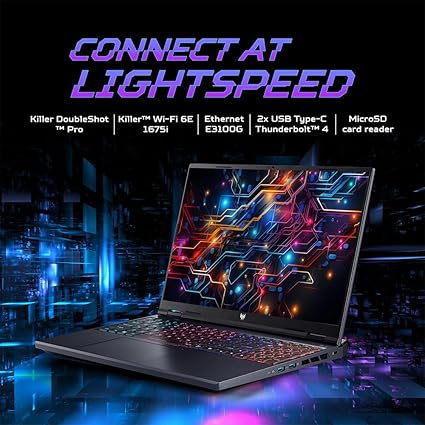 CONNECT AT
LIGHTSPEED
Killer DoubleShot
™ Pro
Killer™ Wi-Fi 6E
1675i
Ethernet
E3100G
2x USB Type-C
Thunderbolt™ 4
MicroSD
card reader